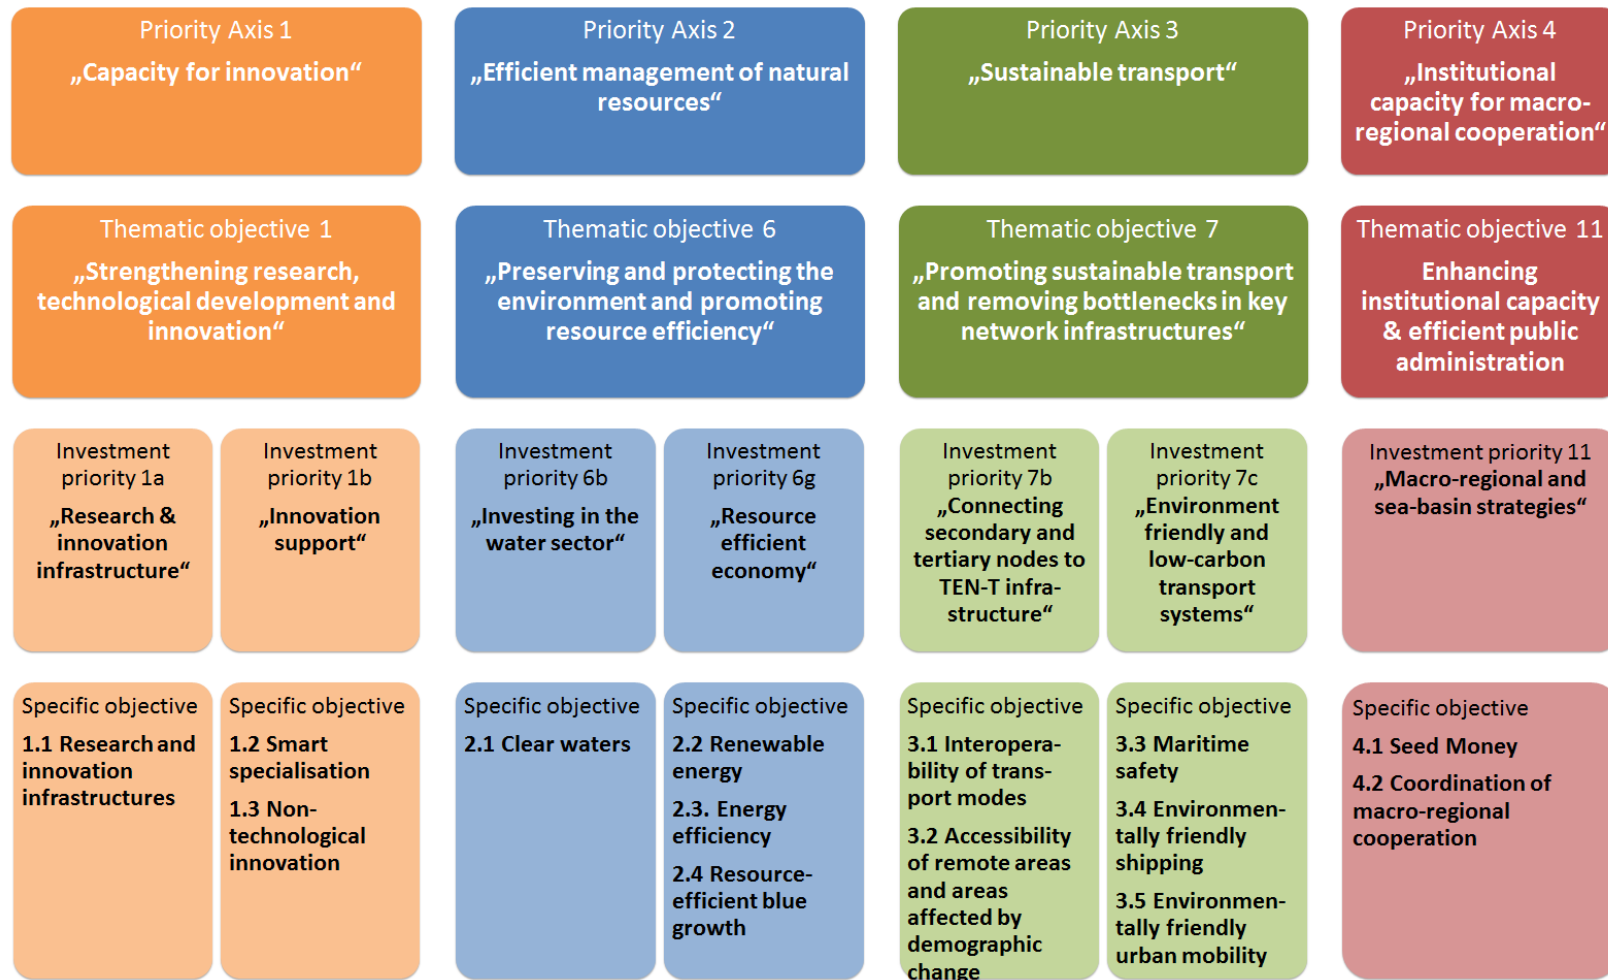 Priority Axis 1
„Capacity for innovation“
Priority Axis 2
„Efficient management of natural
resources“
Priority Axis 3
„Sustainable transport“
Priority Axis 4
„Institutional
capacity for macro-
regional cooperation“
Thematic objective 1
„Strengthening research,
technological development and
innovation“
Thematic objective 6
„Preserving and protecting the
environment and promoting
resource efficiency“
Thematic objective 7
„Promoting sustainable transport
and removing bottlenecks in key
network infrastructures“
Thematic objective 11
Enhancing
institutional capacity
& efficient public
administration
Investment
priority 1a
„Research &
innovation
infrastructure“
Investment
priority 1b
„Innovation
support“
Investment
priority 6b
„Investing in the
water sector“
Investment
priority 6g
„Resource
efficient
economy“
Investment
priority 7b
„Connecting
secondary and
tertiary nodes to
TEN-T infra-
structure“
Investment
priority 7c
„Environment
friendly and
low-carbon
transport
systems“
Investment priority 11
„Macro-regional and
sea-basin strategies“
Specific objective
1.1 Research and
innovation
infrastructures
Specific objective
1.2 Smart
specialisation
1.3 Non-
technological
innovation
Specific objective
2.1 Clear waters
Specific objective
2.2 Renewable
energy
2.3. Energy
efficiency
2.4 Resource-
efficient blue
growth
Specific objective
3.1 Interopera-
bility of trans-
port modes
3.2 Accessibility
of remote areas
and areas
affected by
demographic
change
Specific objective
3.3 Maritime
safety
3.4 Environmen-
tally friendly
shipping
3.5 Environmen-
tally friendly
urban mobility
Specific objective
4.1 Seed Money
4.2 Coordination of
macro-regional
cooperation